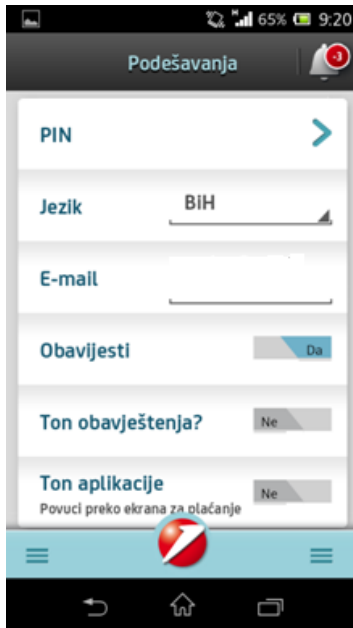 65% 9:20
Podešavanja
-3
PIN
Jezik BiH
E-mail
Obavijesti Da
Ton obavještenja? Ne
Ton aplikacije Ne
Povuci preko ekrana za plaćanje